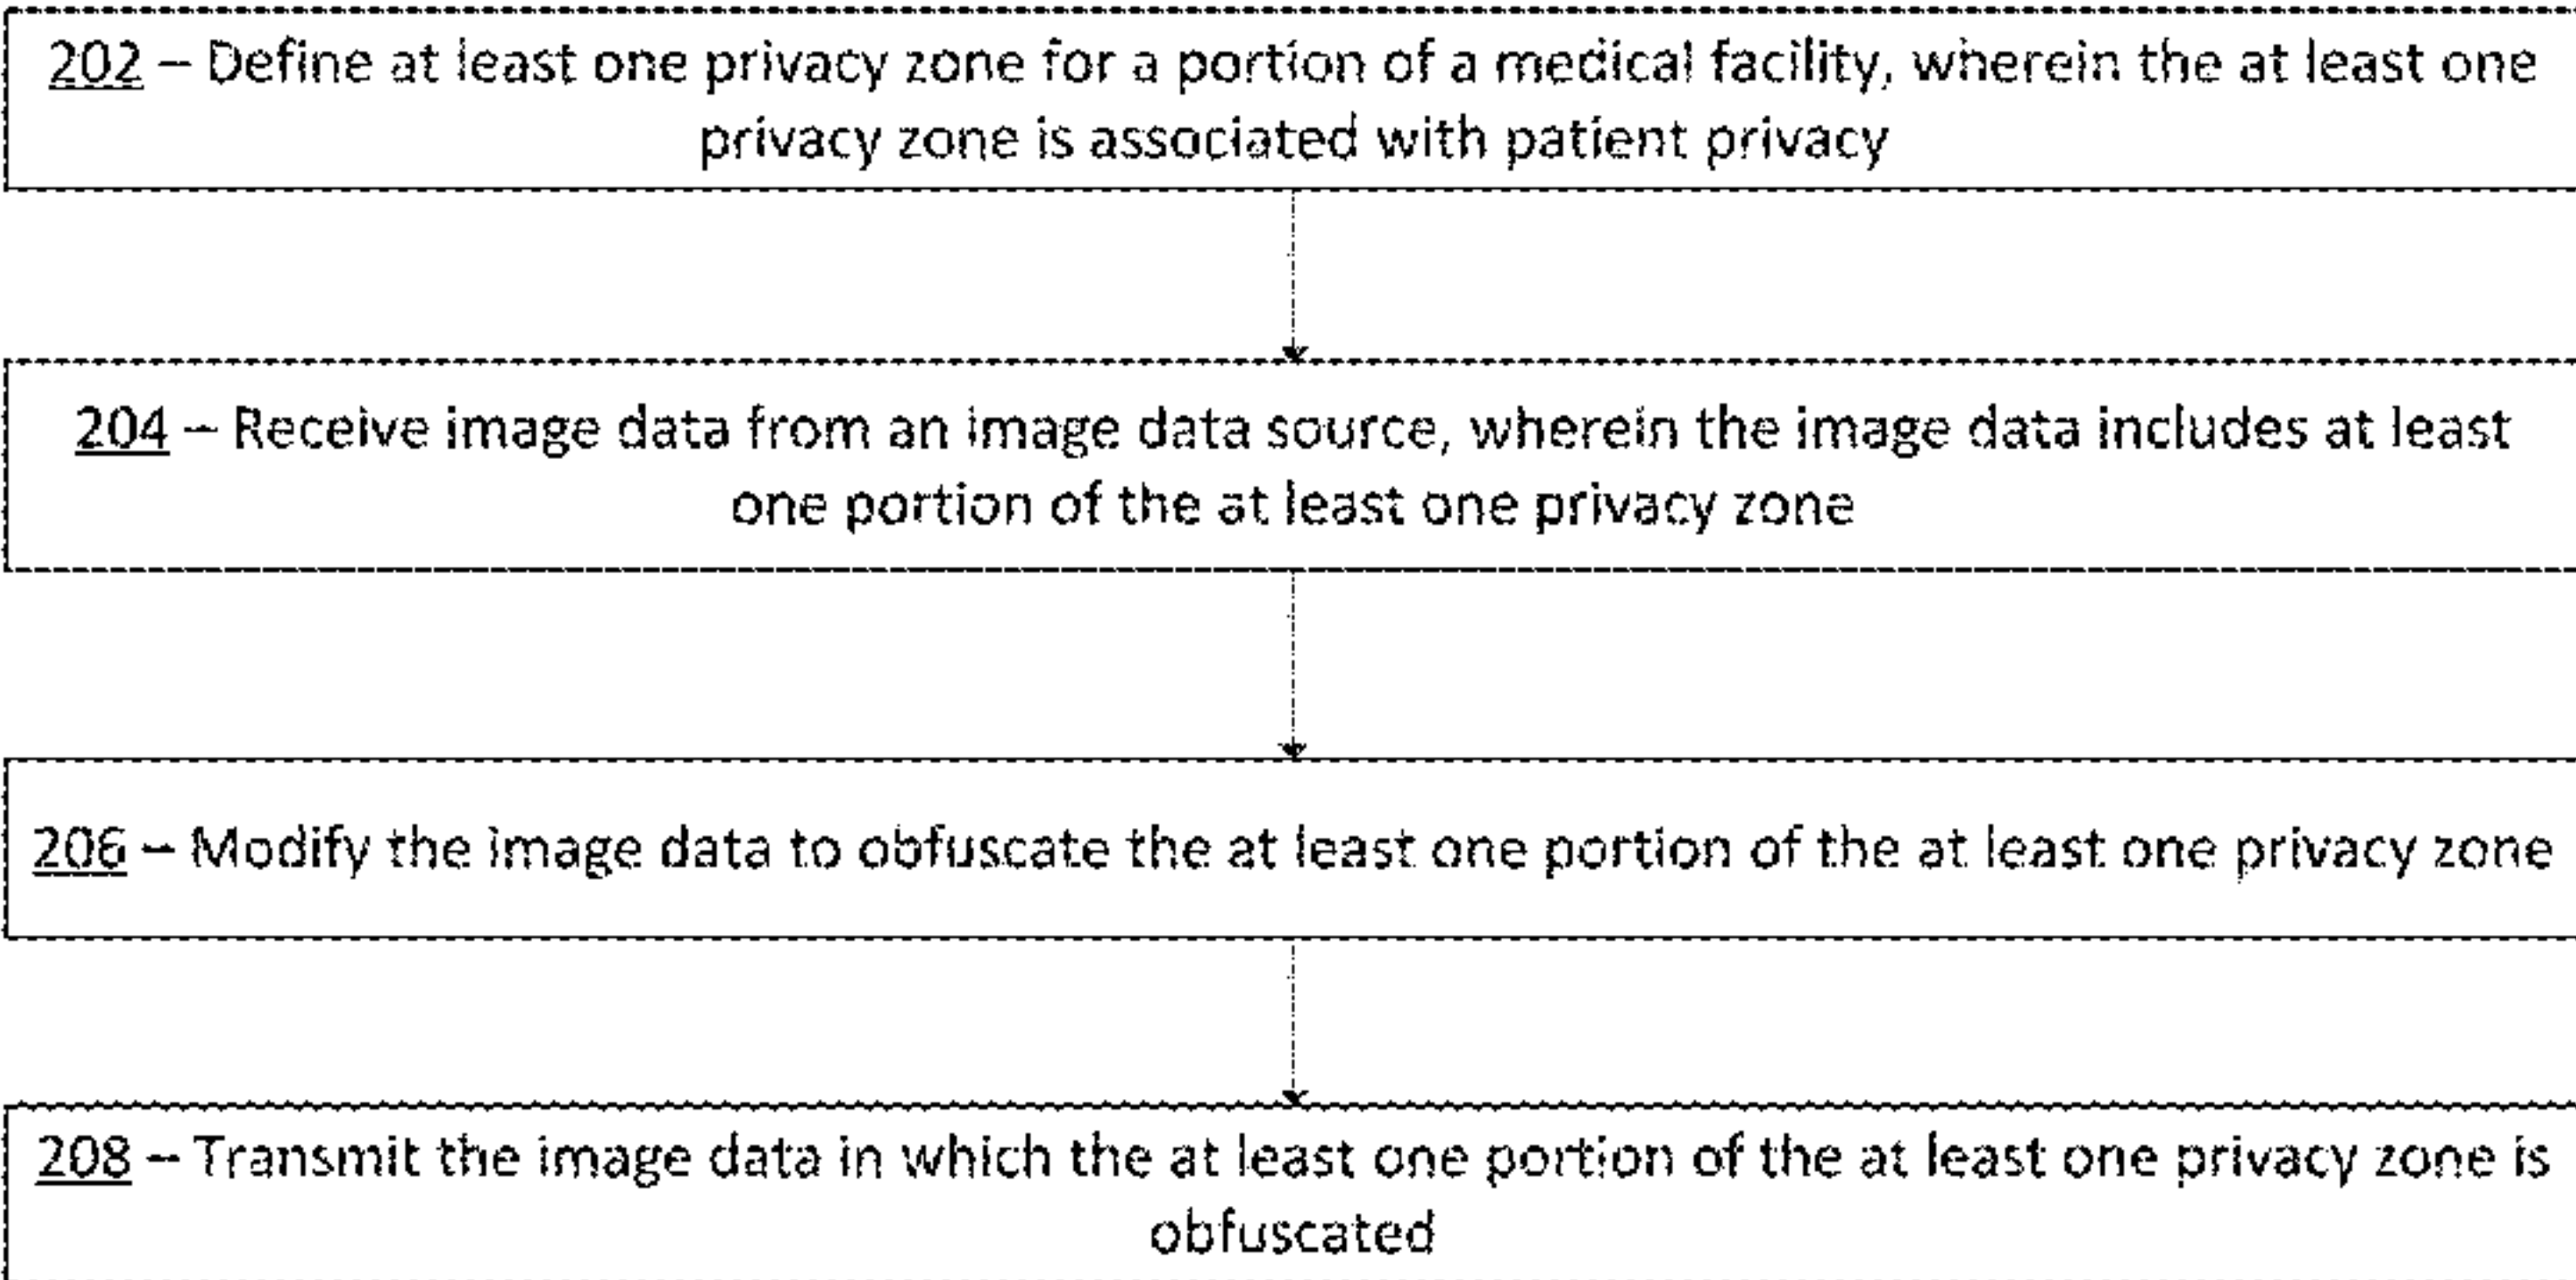 202 – Define at least one privacy zone for a portion of a medical facility, wherein the at least one
privacy zone is associated with patient privacy
204 – Receive image data from an image data source, wherein the image data includes at least
one portion of the at least one privacy zone
206 – Modify the image data to obfuscate the at least one portion of the at least one privacy zone
208 – Transmit the image data in which the at least one portion of the at least one privacy zone is
obfuscated